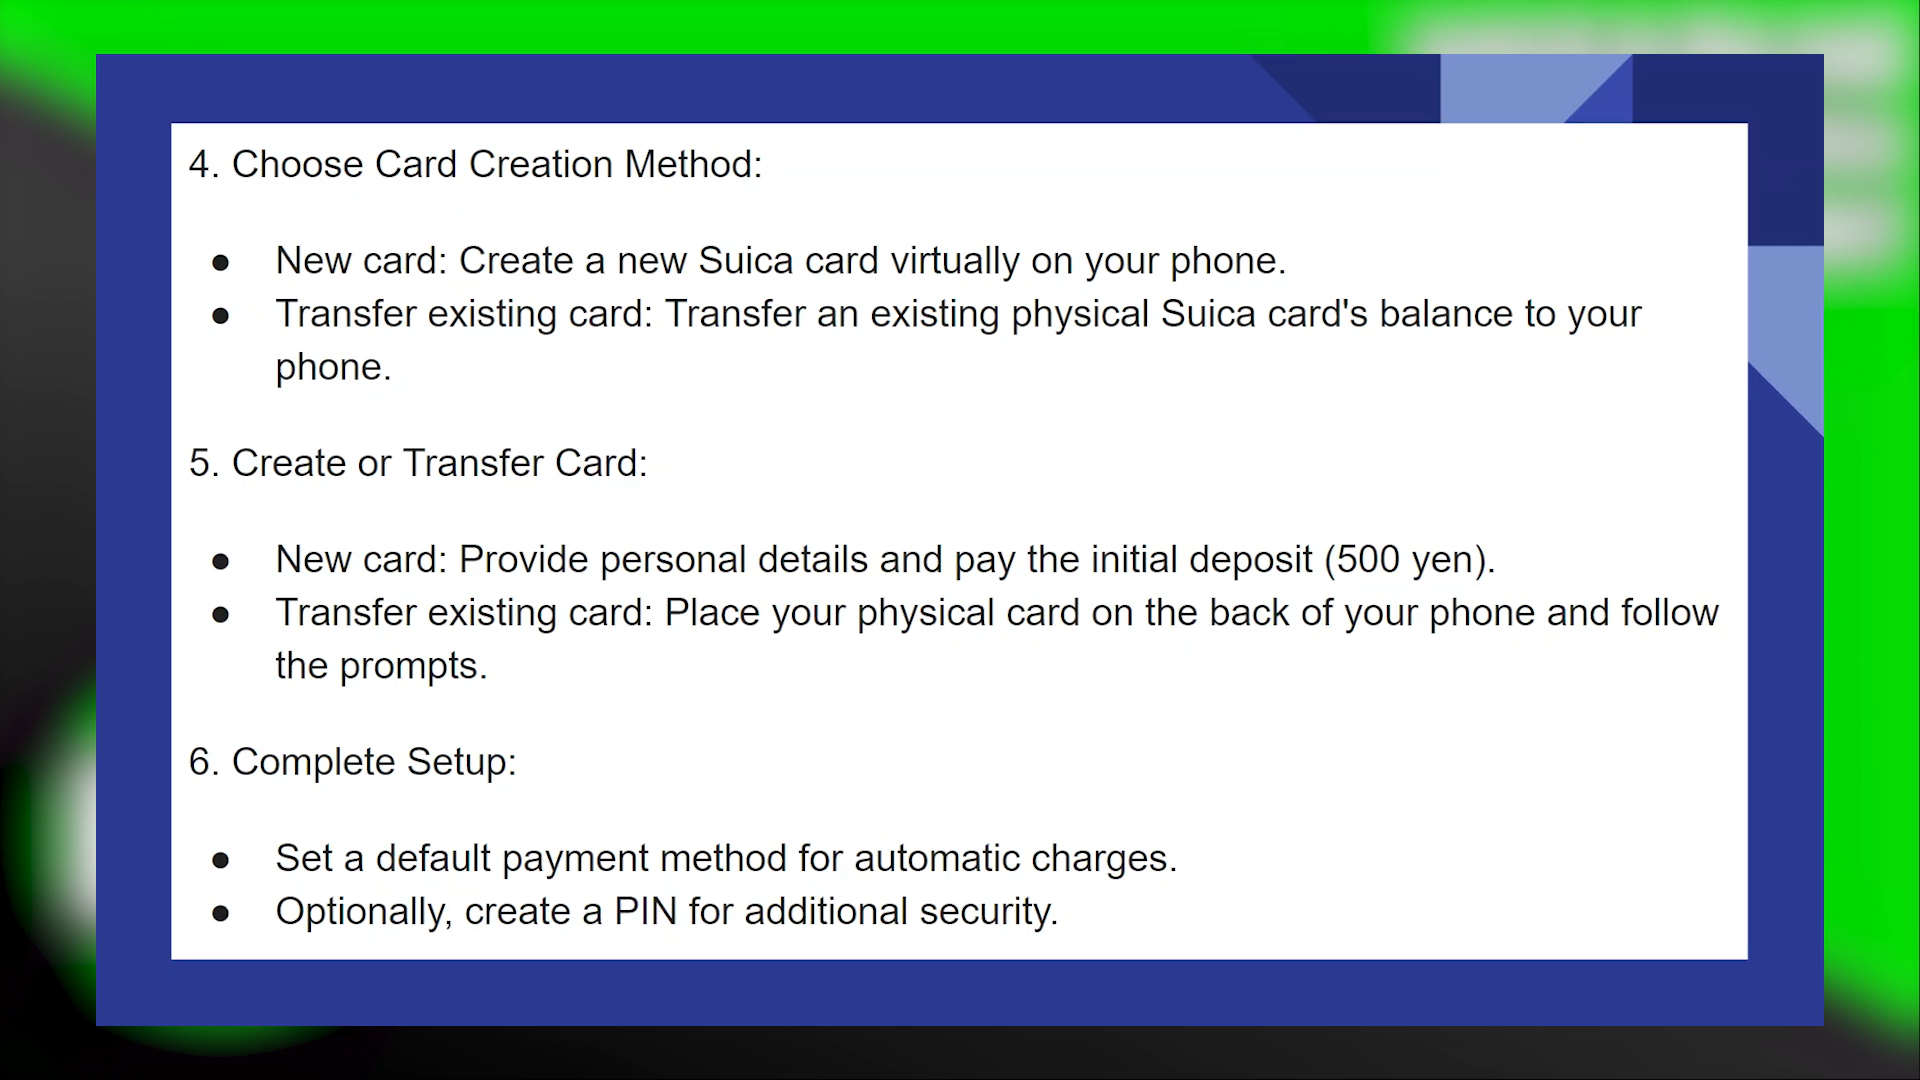 4. Choose Card Creation Method:
● New card: Create a new Suica card virtually on your phone.
● Transfer existing card: Transfer an existing physical Suica card's balance to your
phone.
5. Create or Transfer Card:
● New card: Provide personal details and pay the initial deposit (500 yen).
● Transfer existing card: Place your physical card on the back of your phone and follow
the prompts.
6. Complete Setup:
● Set a default payment method for automatic charges.
● Optionally, create a PIN for additional security.